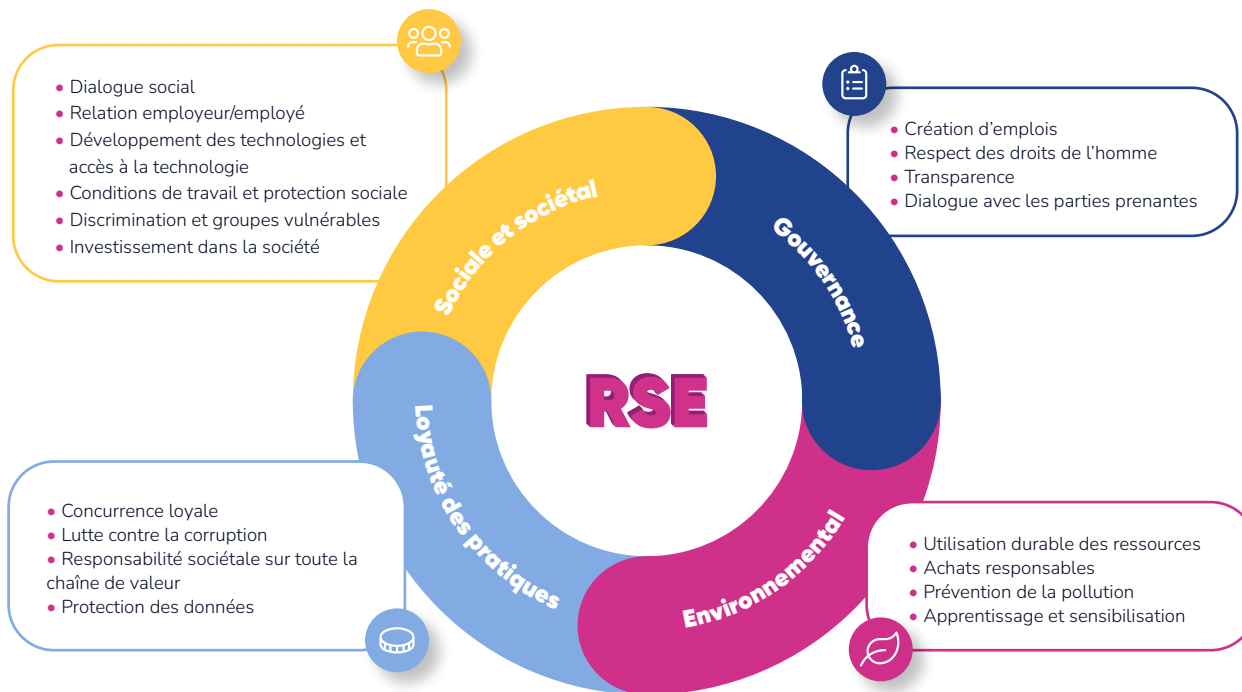 • Dialogue social
• Relation employeur/employé
• Développement des technologies et
accès à la technologie
• Conditions de travail et protection sociale
• Discrimination et groupes vulnérables
• Investissement dans la société
Sociale et sociétal
• Création d’emplois
• Respect des droits de l’homme
• Transparence
• Dialogue avec les parties prenantes
Gouvernance
RSE
Loyauté des pratiques
• Concurrence loyale
• Lutte contre la corruption
• Responsabilité sociétale sur toute la
chaîne de valeur
• Protection des données
Environnemental
• Utilisation durable des ressources
• Achats responsables
• Prévention de la pollution
• Apprentissage et sensibilisation